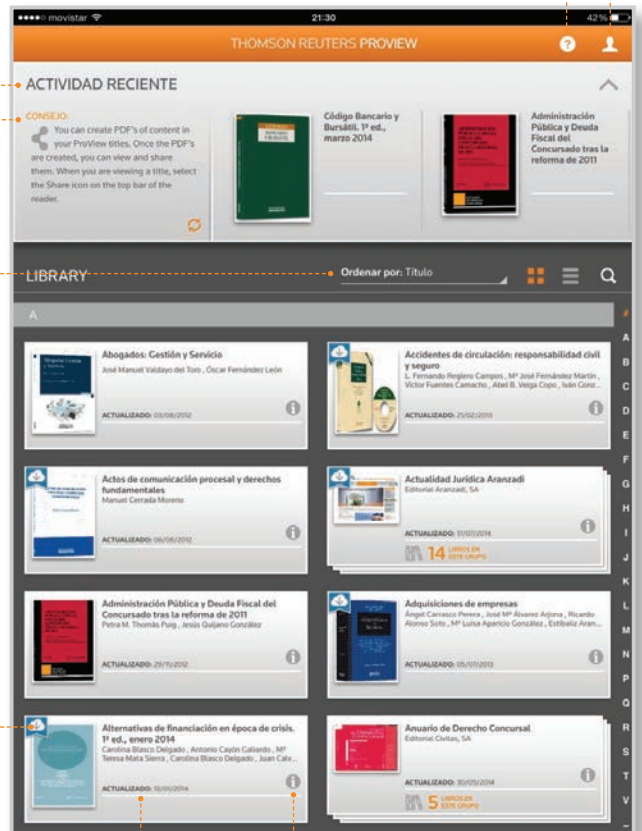 movistar 21:30 42%
THOMSON REUTERS PROVIEW
ACTIVIDAD RECIENTE
CONSEJO:
You can create PDF's of content in
your ProView titles. Once the PDF's
are created, you can view and share
them. When you are viewing a title, select
the Share icon on the top bar of the
reader.
Código Bancario y
Bursátil. 1ª ed.,
marzo 2014
Administración
Pública y Deuda
Fiscal del
Concursado tras la
reforma de 2011
LIBRARY
Ordenar por: Título
A
Abogados: Gestión y Servicio
José Manuel Valdayo del Toro , Óscar Fernández León
ACTUALIZADO: 03/08/2012
Accidentes de circulación: responsabilidad civil
y seguro
L. Fernando Reglero Campos , Mª José Fernández Martín ,
Víctor Fuentes Camacho , Abel B. Veiga Copo , Iván Gonz...
ACTUALIZADO: 21/02/2013
Actos de comunicación procesal y derechos
fundamentales
Manuel Cerrada Moreno
ACTUALIZADO: 06/08/2012
Actualidad Jurídica Aranzadi
Editorial Aranzadi, SA
ACTUALIZADO: 17/07/2014
14 LIBROS EN
ESTE GRUPO
Administración Pública y Deuda Fiscal del
Concursado tras la reforma de 2011
Petra M. Thomás Puig , Jesús Quijano González
ACTUALIZADO: 29/11/2012
Adquisiciones de empresas
Ángel Carrasco Perera , José Mª Álvarez Arjona , Ricardo
Alonso Soto , Mª Luisa Aparicio González , Estíbaliz Aran...
ACTUALIZADO: 05/07/2013
Alternativas de financiación en época de crisis.
1ª ed., enero 2014
Carolina Blasco Delgado , Antonio Cayón Galiardo , Mª
Teresa Mata Sierra , Carolina Blasco Delgado , Juan Calv...
ACTUALIZADO: 13/01/2014
Anuario de Derecho Concursal
Editorial Civitas, SA
ACTUALIZADO: 30/05/2014
5 LIBROS EN
ESTE GRUPO
#
A
B
C
D
E
F
G
H
I
J
K
L
M
N
P
Q
R
S
T
V